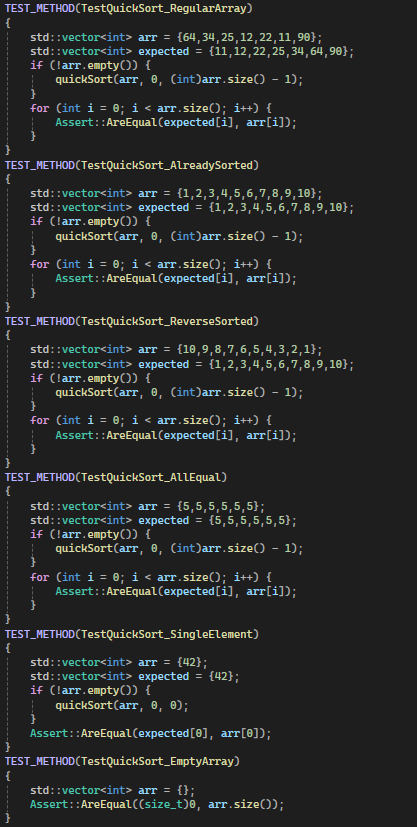 TEST_METHOD(TestQuickSort_RegularArray)
{
    std::vector<int> arr = {64,34,25,12,22,11,90};
    std::vector<int> expected = {11,12,22,25,34,64,90};
    if (!arr.empty()) {
        quickSort(arr, 0, (int)arr.size() - 1);
    }
    for (int i = 0; i < arr.size(); i++) {
        Assert::AreEqual(expected[i], arr[i]);
    }
}
TEST_METHOD(TestQuickSort_AlreadySorted)
{
    std::vector<int> arr = {1,2,3,4,5,6,7,8,9,10};
    std::vector<int> expected = {1,2,3,4,5,6,7,8,9,10};
    if (!arr.empty()) {
        quickSort(arr, 0, (int)arr.size() - 1);
    }
    for (int i = 0; i < arr.size(); i++) {
        Assert::AreEqual(expected[i], arr[i]);
    }
}
TEST_METHOD(TestQuickSort_ReverseSorted)
{
    std::vector<int> arr = {10,9,8,7,6,5,4,3,2,1};
    std::vector<int> expected = {1,2,3,4,5,6,7,8,9,10};
    if (!arr.empty()) {
        quickSort(arr, 0, (int)arr.size() - 1);
    }
    for (int i = 0; i < arr.size(); i++) {
        Assert::AreEqual(expected[i], arr[i]);
    }
}
TEST_METHOD(TestQuickSort_AllEqual)
{
    std::vector<int> arr = {5,5,5,5,5,5};
    std::vector<int> expected = {5,5,5,5,5,5};
    if (!arr.empty()) {
        quickSort(arr, 0, (int)arr.size() - 1);
    }
    for (int i = 0; i < arr.size(); i++) {
        Assert::AreEqual(expected[i], arr[i]);
    }
}
TEST_METHOD(TestQuickSort_SingleElement)
{
    std::vector<int> arr = {42};
    std::vector<int> expected = {42};
    if (!arr.empty()) {
        quickSort(arr, 0, 0);
    }
    Assert::AreEqual(expected[0], arr[0]);
}
TEST_METHOD(TestQuickSort_EmptyArray)
{
    std::vector<int> arr = {};
    Assert::AreEqual((size_t)0, arr.size());
}